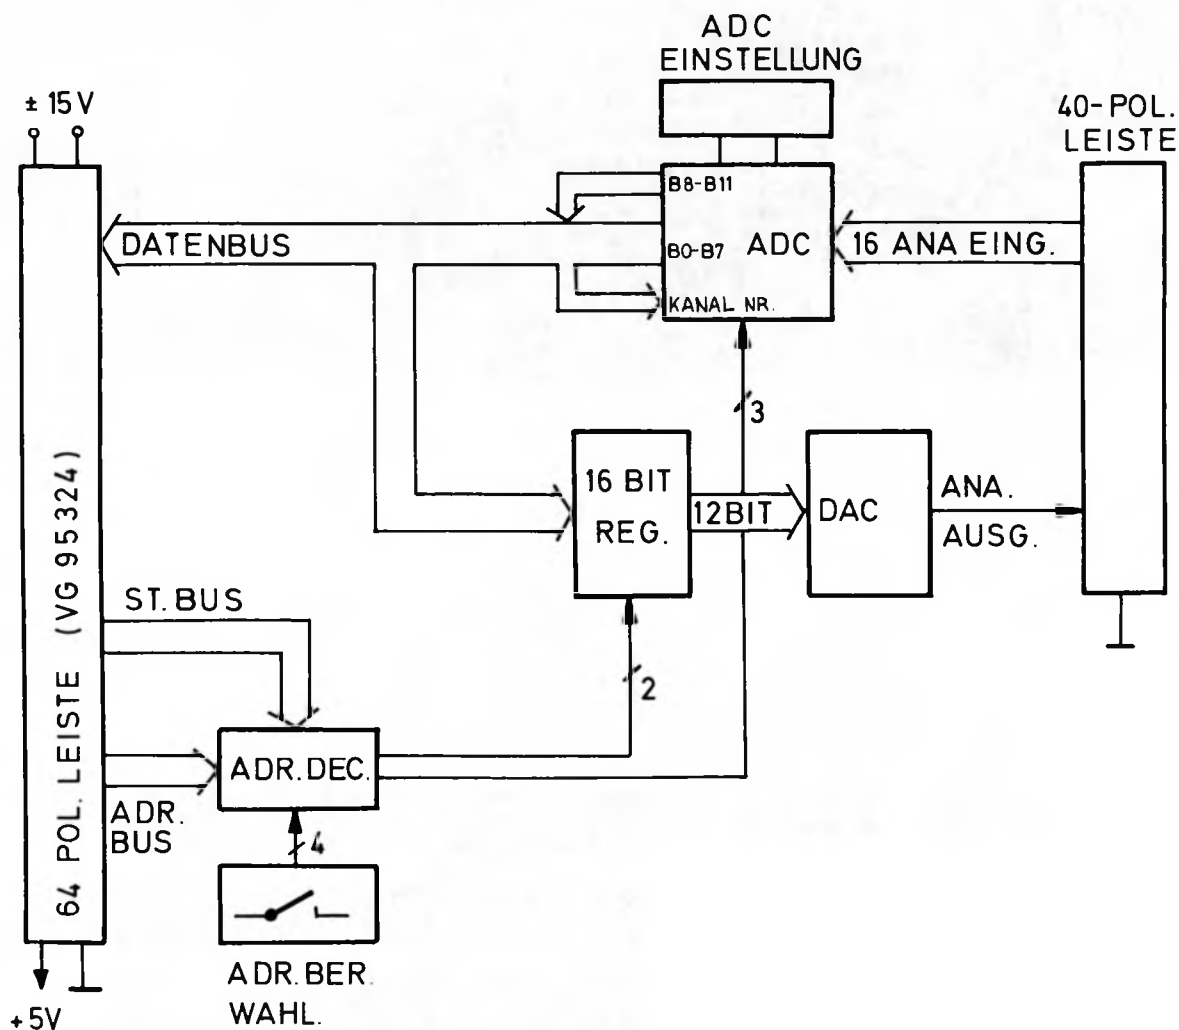 ADC
EINSTELLUNG
± 15V
40-POL.
LEISTE
B8-B11
DATENBUS
B0-B7
ADC
16 ANA EING.
KANAL NR.
3
16 BIT
REG.
12BIT
DAC
ANA.
AUSG.
64 POL. LEISTE (VG 95324)
ST. BUS
2
ADR. DEC.
ADR.
BUS
4
ADR. BER.
WAHL.
+5V